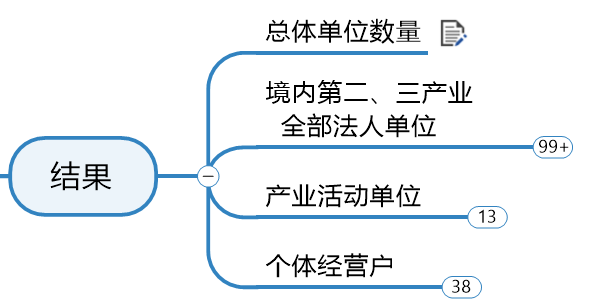 总体单位数量
境内第二、三产业
全部法人单位
99+
结果
产业活动单位
13
个体经营户
38